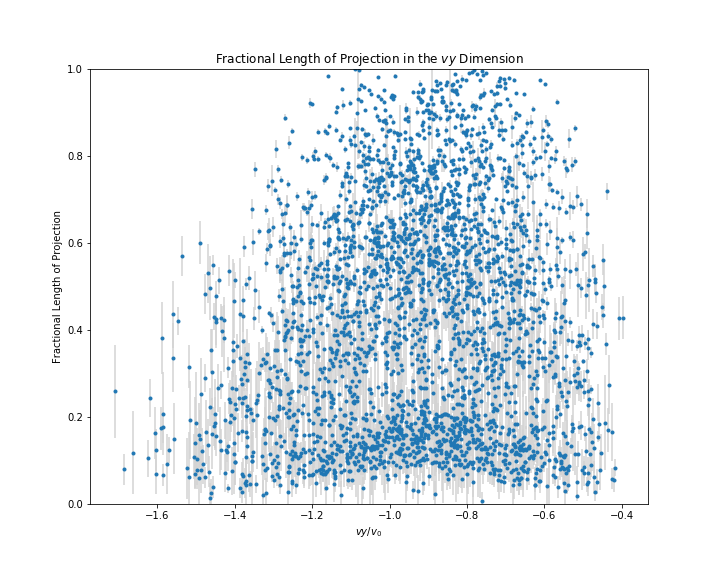 Fractional Length of Projection in the vy Dimension
1.0
0.8
0.6
0.4
0.2
0.0
Fractional Length of Projection
−1.6 −1.4 −1.2 −1.0 −0.8 −0.6 −0.4
vy/v₀